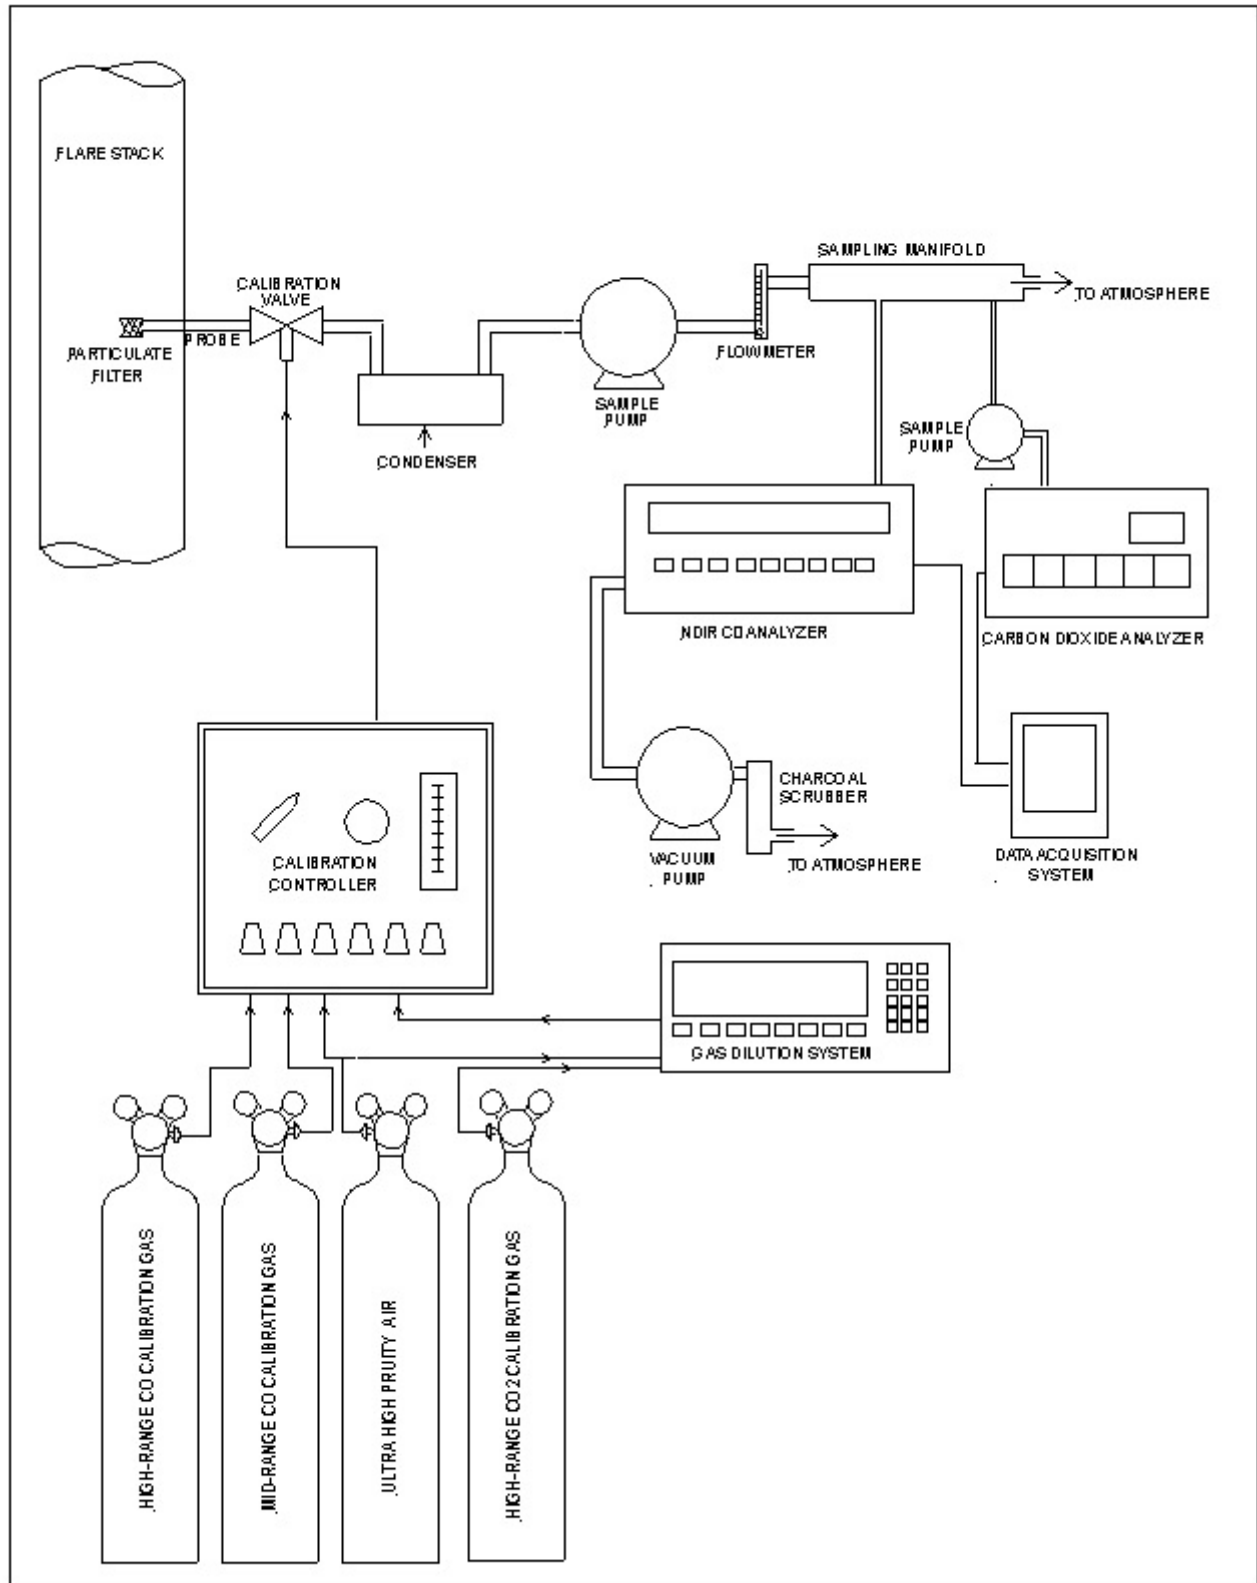 FLARE STACK
SAMPLING MANIFOLD
TO ATMOSPHERE
CALIBRATION
VALVE
PROBE
PARTICULATE
FILTER
FLOWMETER
SAMPLE
PUMP
SAMPLE
PUMP
CONDENSER
NDIR CO ANALYZER
CARBON DIOXIDE ANALYZER
CHARCOAL
SCRUBBER
TO ATMOSPHERE
VACUUM
PUMP
DATA ACQUISITION
SYSTEM
CALIBRATION
CONTROLLER
GAS DILUTION SYSTEM
HIGH-RANGE CO CALIBRATION GAS
MID-RANGE CO CALIBRATION GAS
ULTRA HIGH PRUITY AIR
HIGH-RANGE CO2 CALIBRATION GAS